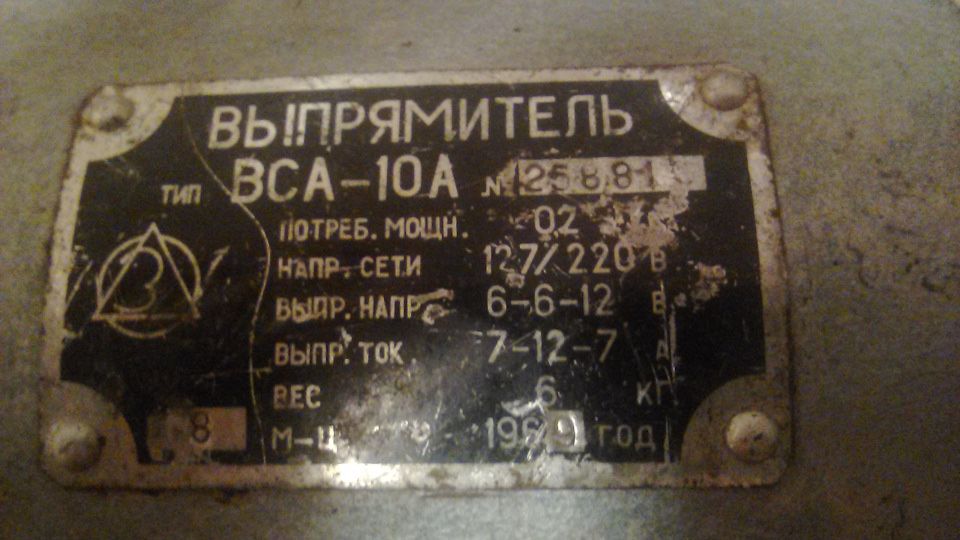 ВЫПРЯМИТЕЛЬ
ТИП ВСА-10А № 25881
ПОТРЕБ. МОЩН. 02
НАПР. СЕТИ 127/220 В
ВЫПР. НАПР. 6-6-12 В
ВЫПР. ТОК. 7-12-7 А
ВЕС 6 КГ
8 М-Ц 1969 ГОД
З